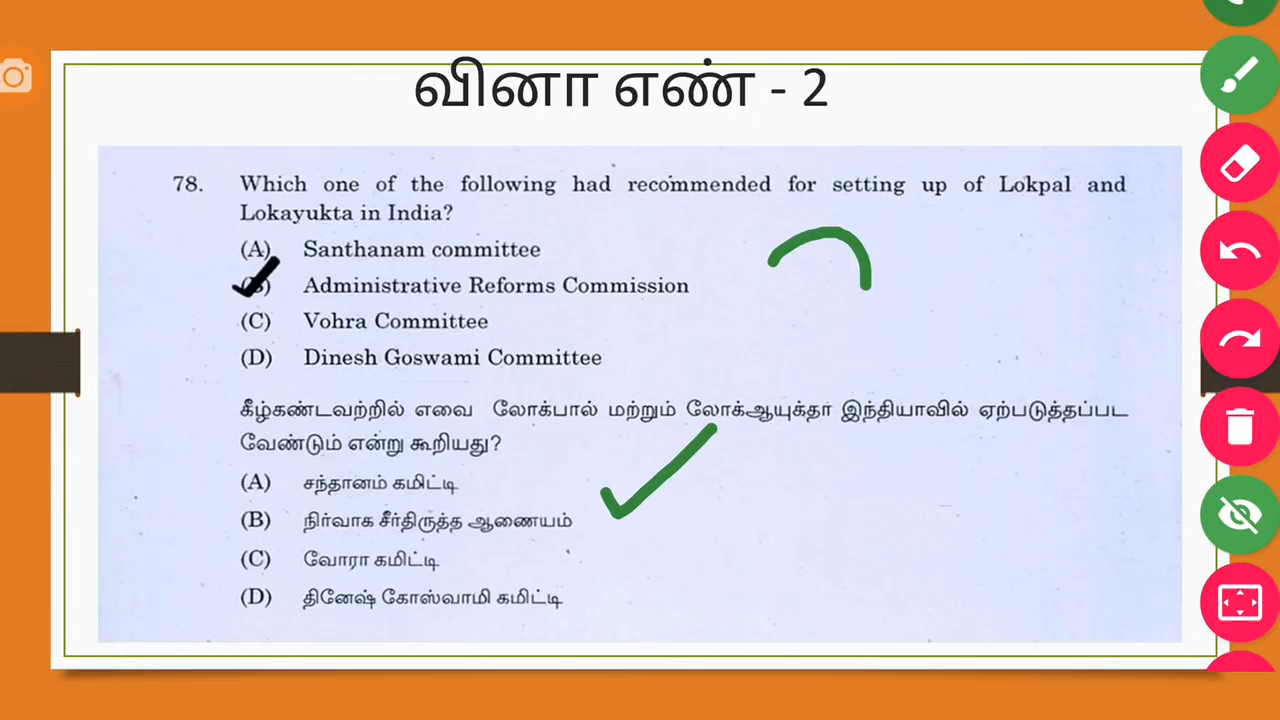 வினா எண் - 2
78. Which one of the following had recommended for setting up of Lokpal and
Lokayukta in India?
(A) Santhanam committee
(B) Administrative Reforms Commission
(C) Vohra Committee
(D) Dinesh Goswami Committee
கீழ்கண்டவற்றில் எவை லோக்பால் மற்றும் லோக்ஆயுக்தா இந்தியாவில் ஏற்படுத்தப்பட
வேண்டும் என்று கூறியது?
(A) சந்தானம் கமிட்டி
(B) நிர்வாக சீர்திருத்த ஆணையம்
(C) வோரா கமிட்டி
(D) தினேஷ் கோஸ்வாமி கமிட்டி